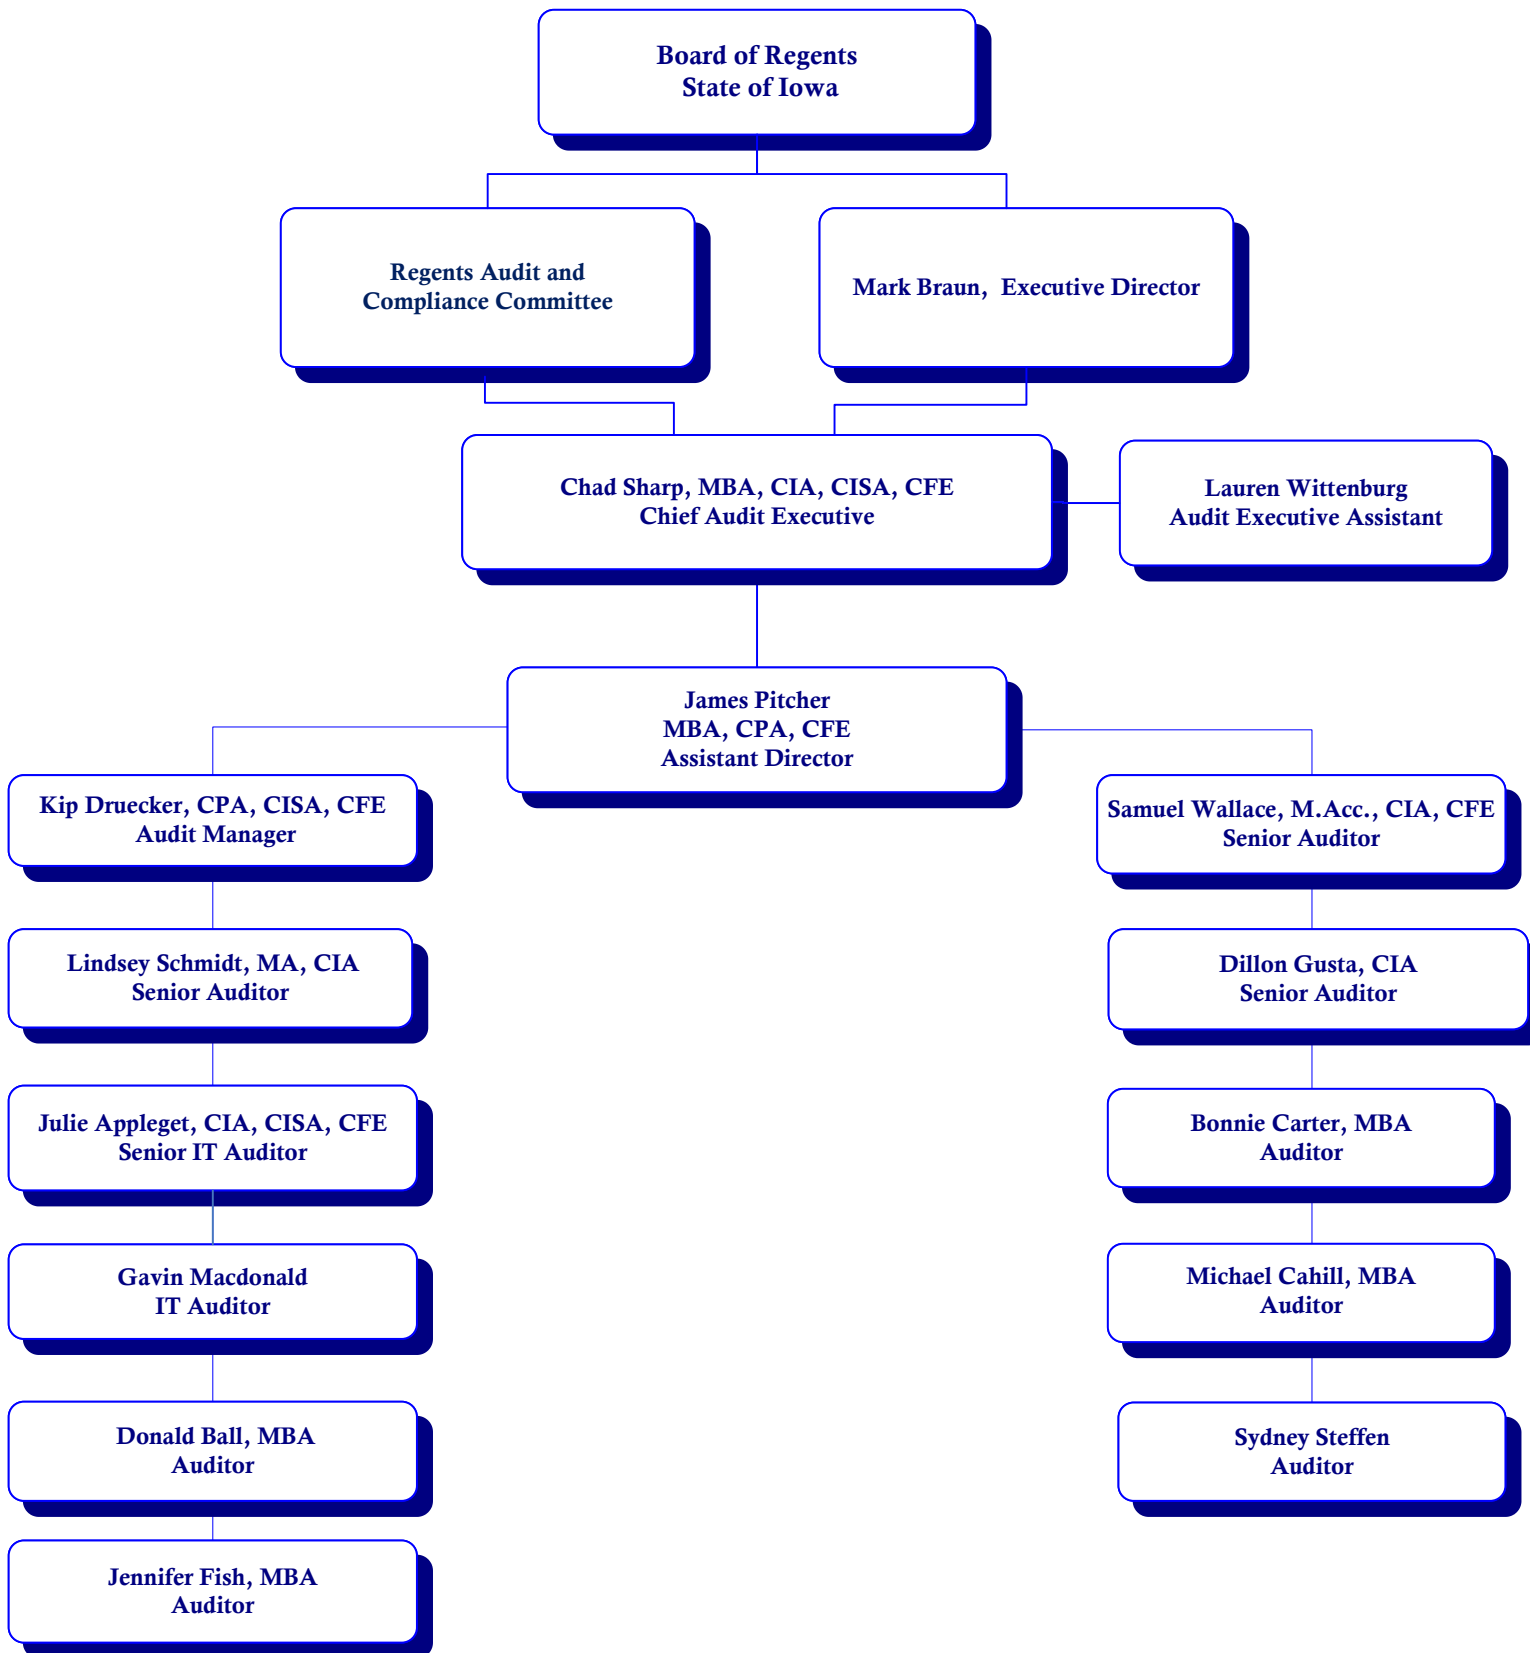 Board of Regents
State of Iowa
Regents Audit and
Compliance Committee
Mark Braun,  Executive Director
Chad Sharp, MBA, CIA, CISA, CFE
Chief Audit Executive
Lauren Wittenburg
Audit Executive Assistant
James Pitcher
MBA, CPA, CFE
Assistant Director
Kip Druecker, CPA, CISA, CFE
Audit Manager
Samuel Wallace, M.Acc., CIA, CFE
Senior Auditor
Lindsey Schmidt, MA, CIA
Senior Auditor
Dillon Gusta, CIA
Senior Auditor
Julie Appleget, CIA, CISA, CFE
Senior IT Auditor
Bonnie Carter, MBA
Auditor
Gavin Macdonald
IT Auditor
Michael Cahill, MBA
Auditor
Donald Ball, MBA
Auditor
Sydney Steffen
Auditor
Jennifer Fish, MBA
Auditor